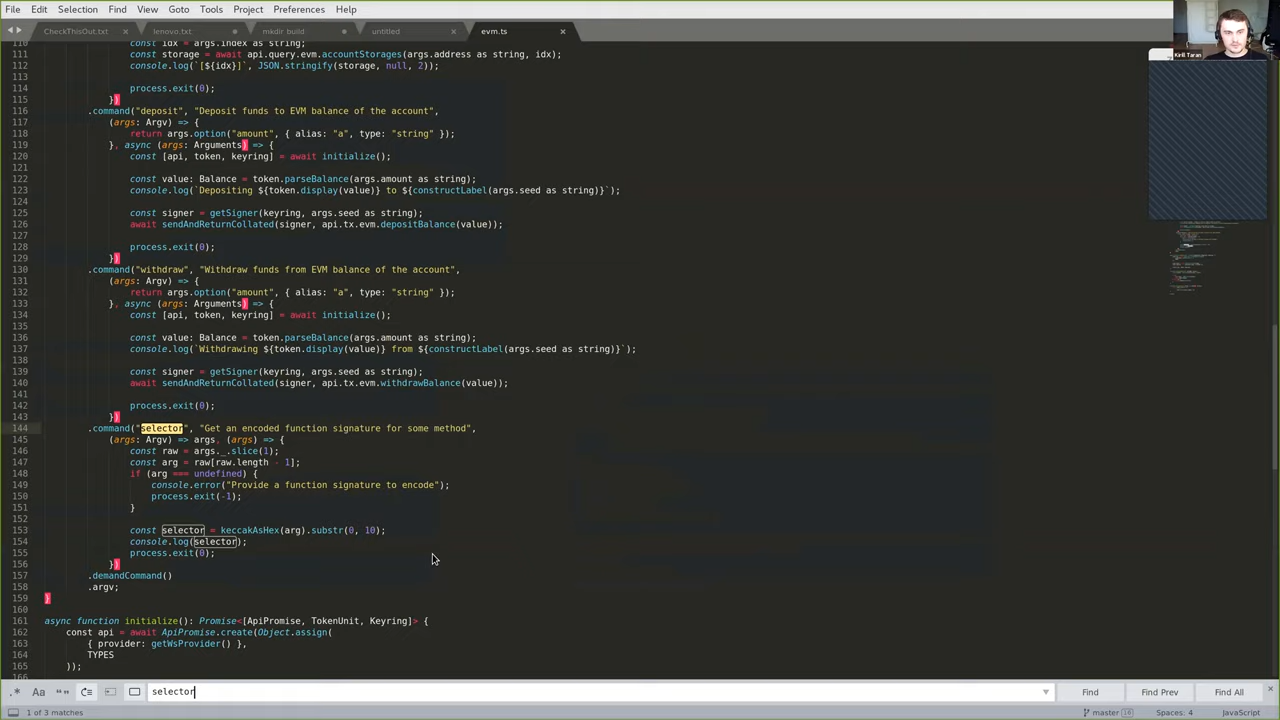 File Edit Selection Find View Goto Tools Project Preferences Help
CheckThisOut.txt lenovo.txt mkdir build untitled evm.ts
Kirill Taran
110 const idx = args.index as string;
111 const storage = await api.query.evm.accountStorages(args.address as string, idx);
112 console.log(`[${idx}]`, JSON.stringify(storage, null, 2));
113
114 process.exit(0);
115 })
116 .command("deposit", "Deposit funds to EVM balance of the account",
117 (args: Argv) => {
118 return args.option("amount", { alias: "a", type: "string" });
119 }, async (args: Arguments) => {
120 const [api, token, keyring] = await initialize();
121
122 const value: Balance = token.parseBalance(args.amount as string);
123 console.log(`Depositing ${token.display(value)} to ${constructLabel(args.seed as string)}`);
124
125 const signer = getSigner(keyring, args.seed as string);
126 await sendAndReturnCollated(signer, api.tx.evm.depositBalance(value));
127
128 process.exit(0);
129 })
130 .command("withdraw", "Withdraw funds from EVM balance of the account",
131 (args: Argv) => {
132 return args.option("amount", { alias: "a", type: "string" });
133 }, async (args: Arguments) => {
134 const [api, token, keyring] = await initialize();
135
136 const value: Balance = token.parseBalance(args.amount as string);
137 console.log(`Withdrawing ${token.display(value)} from ${constructLabel(args.seed as string)}`);
138
139 const signer = getSigner(keyring, args.seed as string);
140 await sendAndReturnCollated(signer, api.tx.evm.withdrawBalance(value));
141
142 process.exit(0);
143 })
144 .command("selector", "Get an encoded function signature for some method",
145 (args: Argv) => args, (args) => {
146 const raw = args._.slice(1);
147 const arg = raw[raw.length - 1];
148 if (arg === undefined) {
149 console.error("Provide a function signature to encode");
150 process.exit(-1);
151 }
152
153 const selector = keccakAsHex(arg).substr(0, 10);
154 console.log(selector);
155 process.exit(0);
156 })
157 .demandCommand()
158 .argv;
159 }
160
161 async function initialize(): Promise<[ApiPromise, TokenUnit, Keyring]> {
162 const api = await ApiPromise.create(Object.assign(
163 { provider: getWsProvider() },
164 TYPES
165 ));
166
.* Aa “” selector Find Find Prev Find All
1 of 3 matches master 10 Spaces: 4 JavaScript